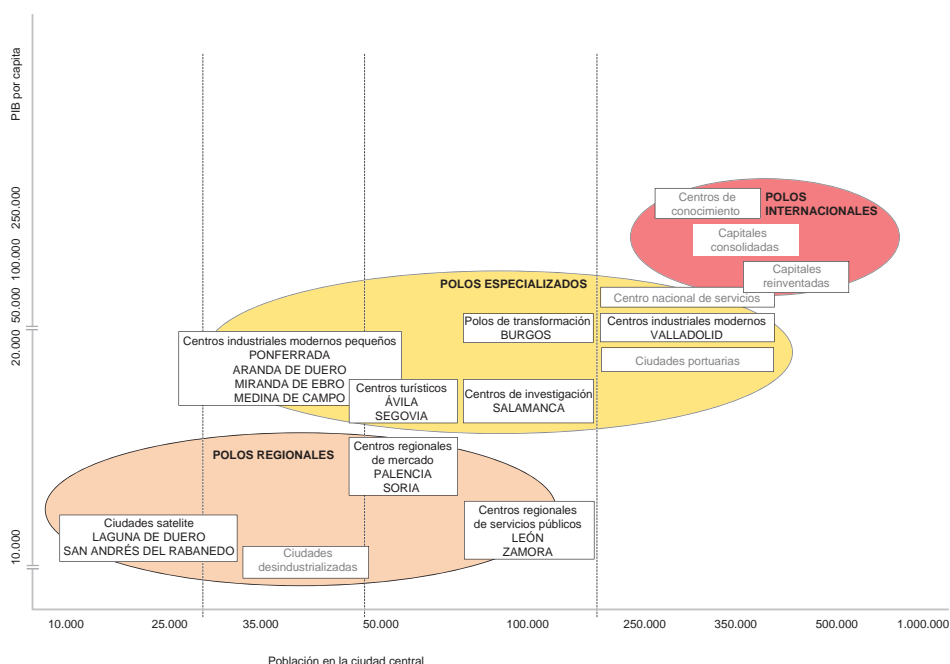 PIB por capita
250.000
100.000
50.000
20.000
10.000
Centros de
conocimiento
POLOS
INTERNACIONALES
Capitales
consolidadas
Capitales
reinventadas
POLOS ESPECIALIZADOS
Centro nacional de servicios
Polos de transformación
BURGOS
Centros industriales modernos
VALLADOLID
Centros industriales modernos pequeños
PONFERRADA
ARANDA DE DUERO
MIRANDA DE EBRO
MEDINA DE CAMPO
Ciudades portuarias
Centros turísticos
ÁVILA
SEGOVIA
Centros de investigación
SALAMANCA
POLOS REGIONALES
Centros regionales
de mercado
PALENCIA
SORIA
Centros regionales
de servicios públicos
LEÓN
ZAMORA
Ciudades satelite
LAGUNA DE DUERO
SAN ANDRÉS DEL RABANEDO
Ciudades
desindustrializadas
10.000 25.000 35.000 50.000 100.000 250.000 350.000 500.000 1.000.000
Población en la ciudad central